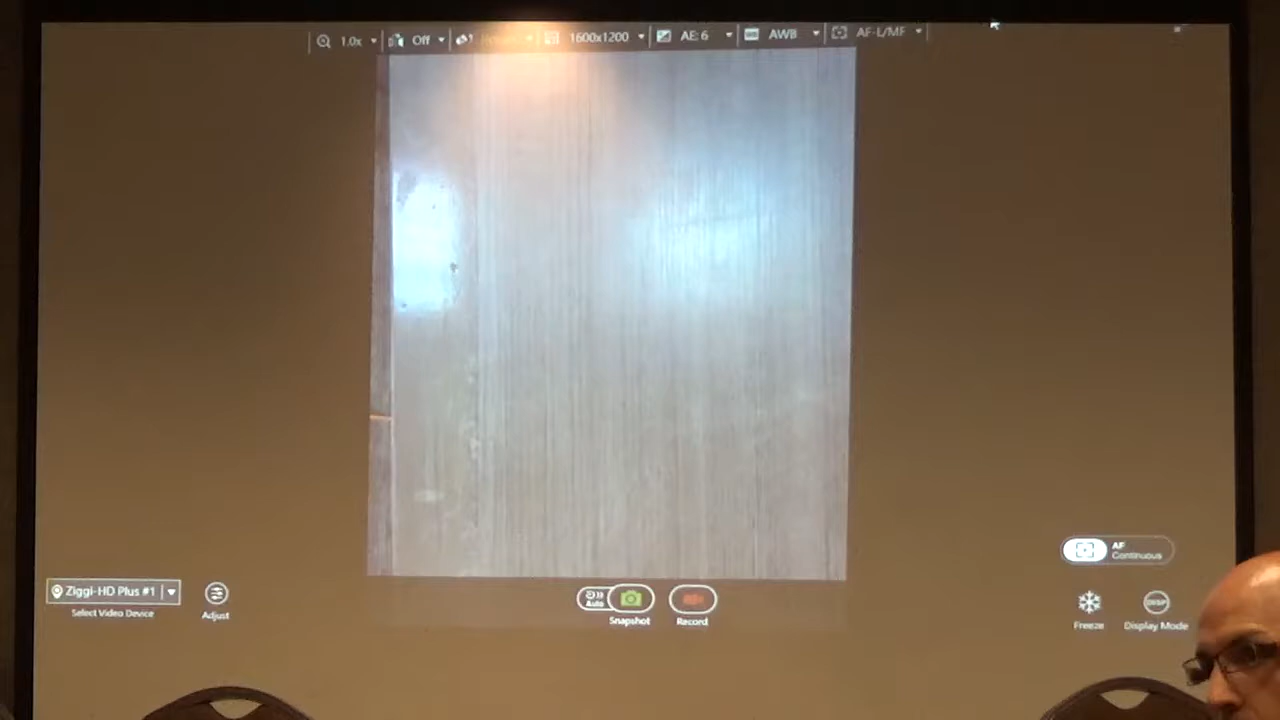 1.0x Off 1600x1200 AE: 6 AWB AF-L/MF
AF
Continuous
Ziggi-HD Plus #1
Select Video Device
Adjust
Auto
Snapshot
Record
Freeze
DISP
Display Mode